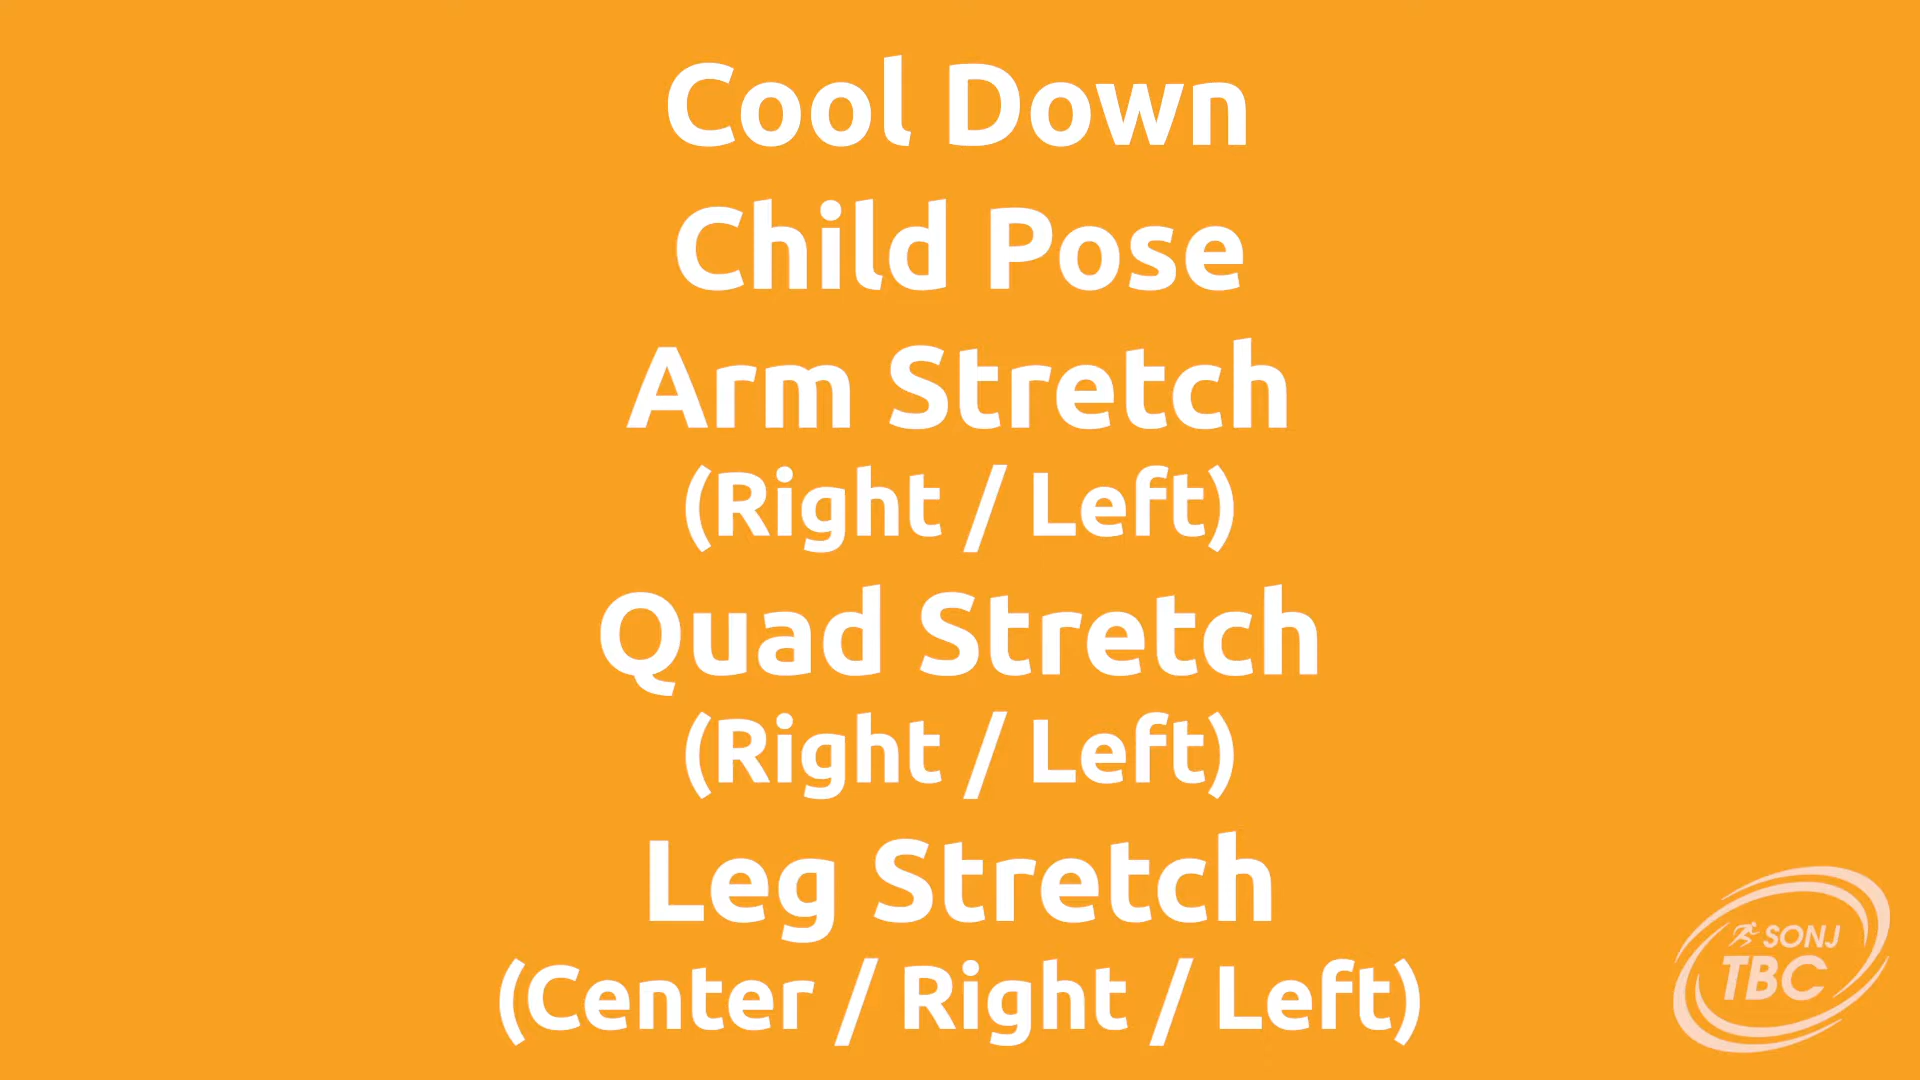 Cool Down
Child Pose
Arm Stretch
(Right / Left)
Quad Stretch
(Right / Left)
Leg Stretch
(Center / Right / Left)
SONJ
TBC